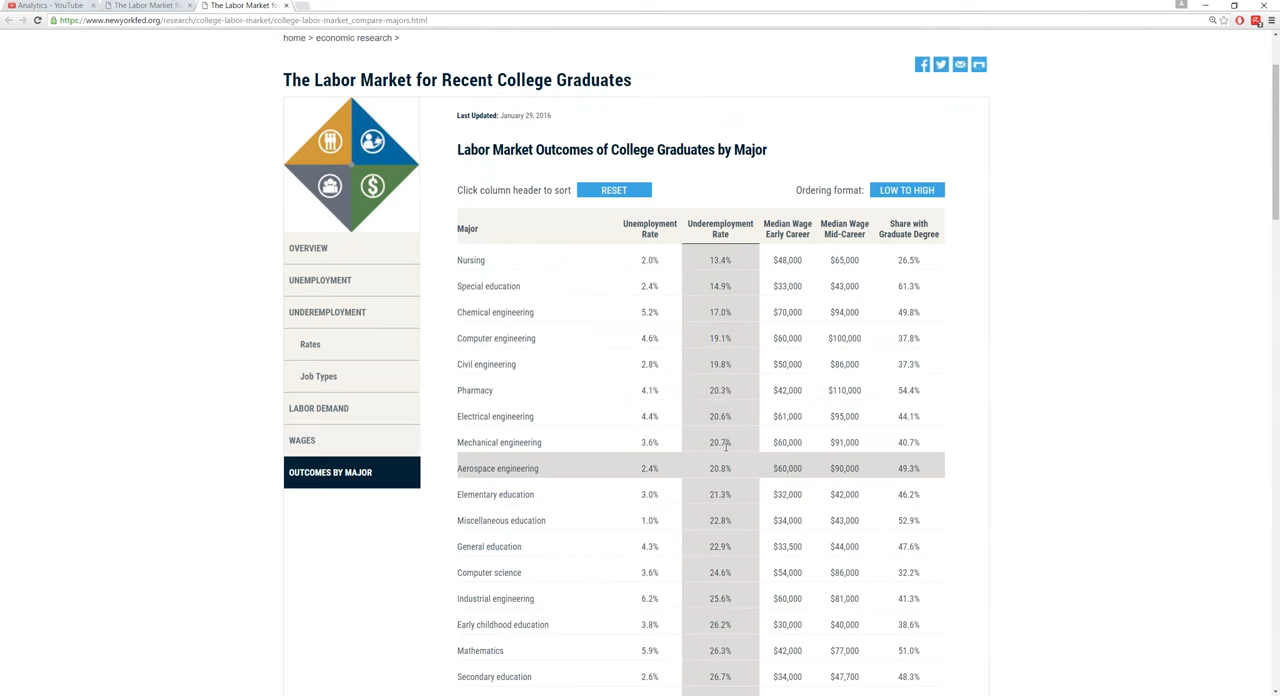 Analytics - YouTube
The Labor Market fo
The Labor Market fo
https://www.newyorkfed.org/research/college-labor-market/college-labor-market_compare-majors.html
home > economic research >
The Labor Market for Recent College Graduates
Last Updated: January 29, 2016
Labor Market Outcomes of College Graduates by Major
Click column header to sort RESET Ordering format: LOW TO HIGH
Major Unemployment Rate Underemployment Rate Median Wage Early Career Median Wage Mid-Career Share with Graduate Degree
Nursing 2.0% 13.4% $48,000 $65,000 26.5%
Special education 2.4% 14.9% $33,000 $43,000 61.3%
Chemical engineering 5.2% 17.0% $70,000 $94,000 49.8%
Computer engineering 4.6% 19.1% $60,000 $100,000 37.8%
Civil engineering 2.8% 19.8% $50,000 $86,000 37.3%
Pharmacy 4.1% 20.3% $42,000 $110,000 54.4%
Electrical engineering 4.4% 20.6% $61,000 $95,000 44.1%
Mechanical engineering 3.6% 20.7% $60,000 $91,000 40.7%
Aerospace engineering 2.4% 20.8% $60,000 $90,000 49.3%
Elementary education 3.0% 21.3% $32,000 $42,000 46.2%
Miscellaneous education 1.0% 22.8% $34,000 $43,000 52.9%
General education 4.3% 22.9% $33,500 $44,000 47.6%
Computer science 3.6% 24.6% $54,000 $86,000 32.2%
Industrial engineering 6.2% 25.6% $60,000 $81,000 41.3%
Early childhood education 3.8% 26.2% $30,000 $40,000 38.6%
Mathematics 5.9% 26.3% $42,000 $77,000 51.0%
Secondary education 2.6% 26.7% $34,000 $47,700 48.3%
OVERVIEW
UNEMPLOYMENT
UNDEREMPLOYMENT
Rates
Job Types
LABOR DEMAND
WAGES
OUTCOMES BY MAJOR